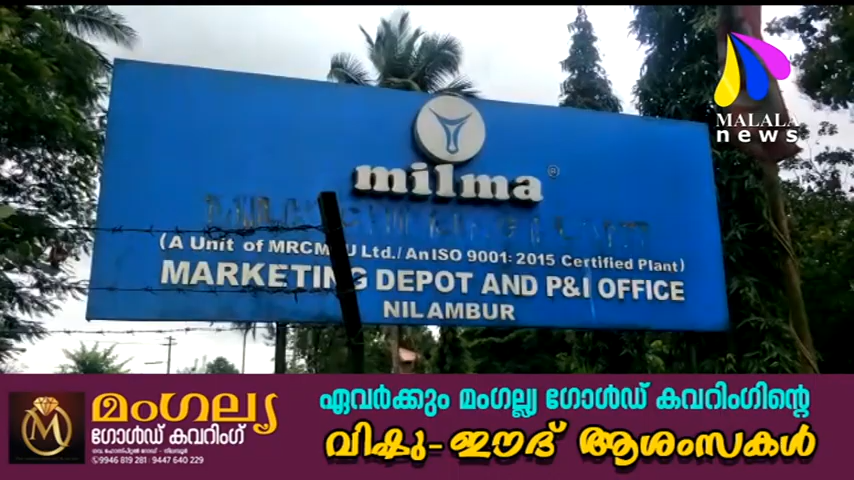 MALALA
news
milma®
(A Unit of MRCMPU Ltd./An ISO 9001:2015 Certified Plant)
MARKETING DEPOT AND P&I OFFICE
NILAMBUR
മംഗല്യ
ഗോൾഡ് കവറിംഗ്
9946 819 281 | 9447 640 229
ഏവർക്കും മംഗല്ല്യ ഗോൾഡ് കവറിംഗിന്റെ
വിഷു-ഈദ് ആശംസകൾ